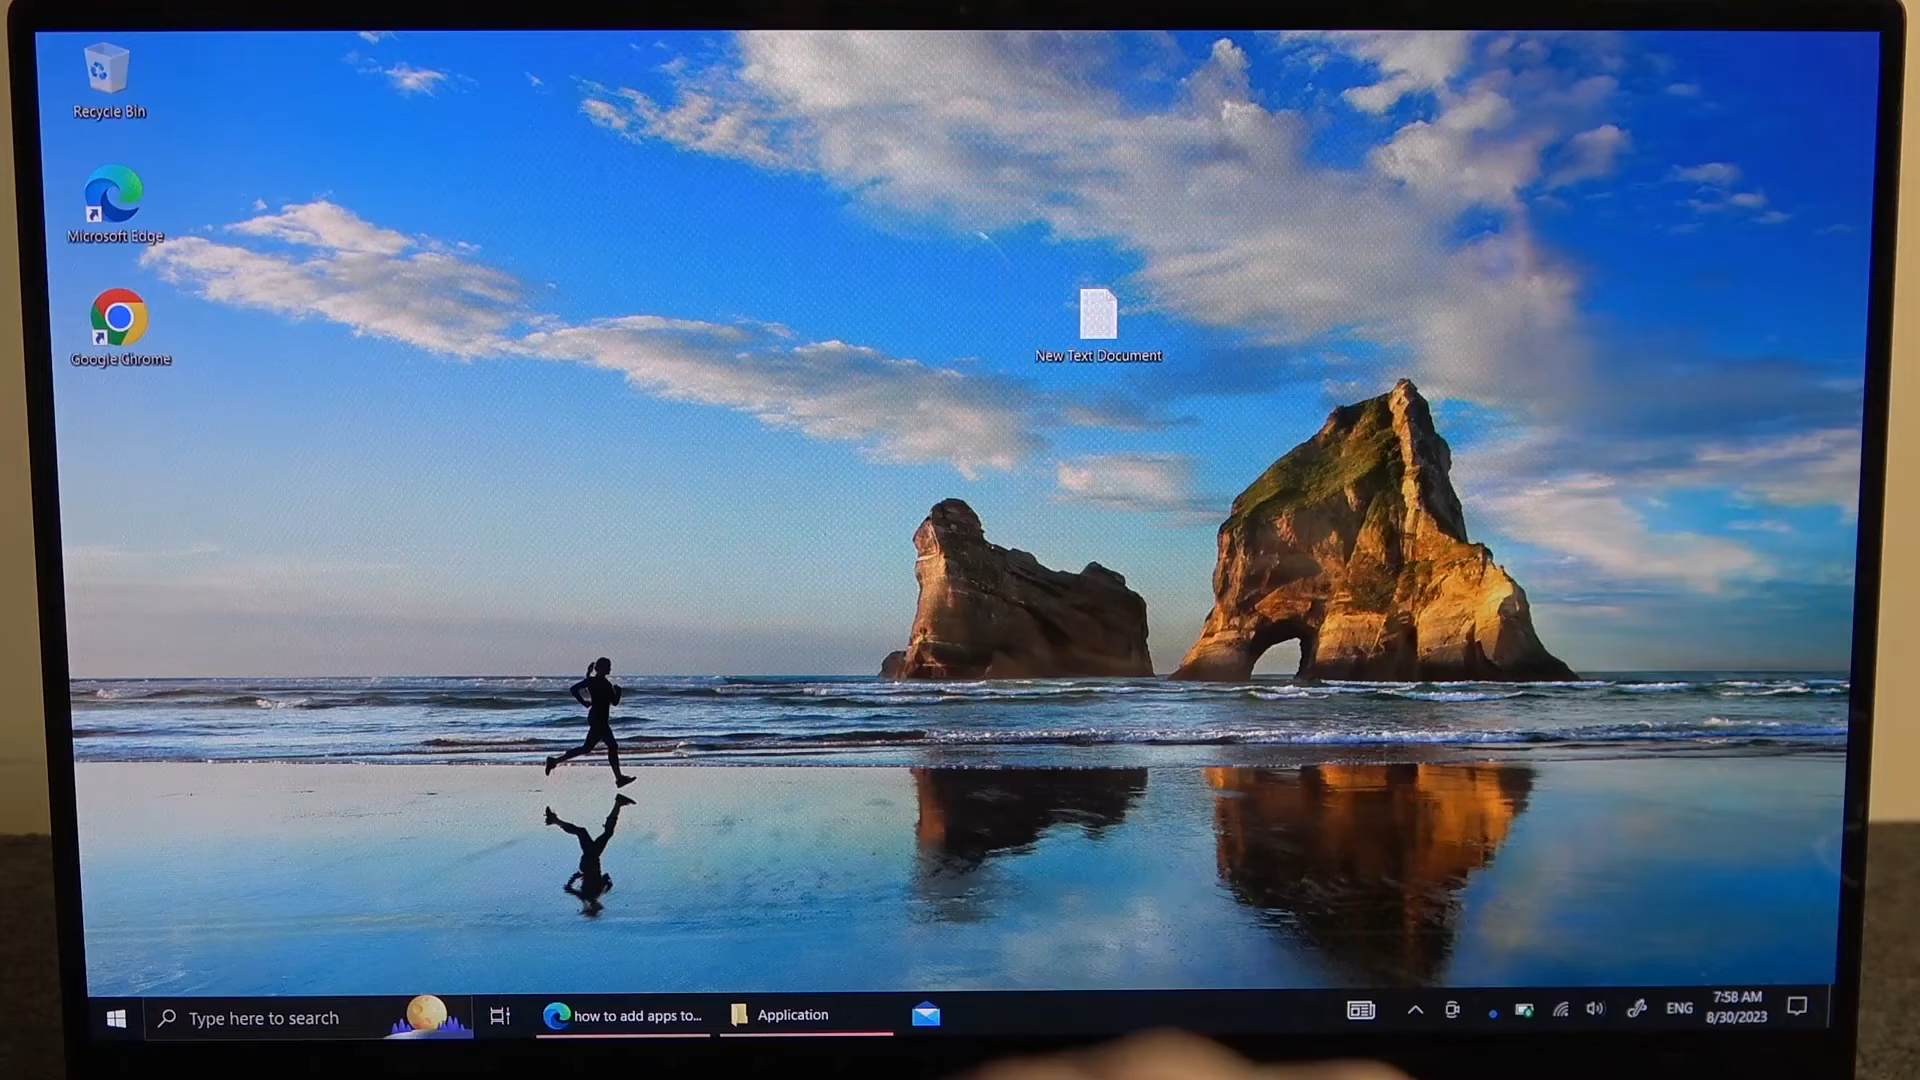 Recycle Bin
Microsoft Edge
Google Chrome
New Text Document
Type here to search
how to add apps to...
Application
ENG
7:58 AM
8/30/2023